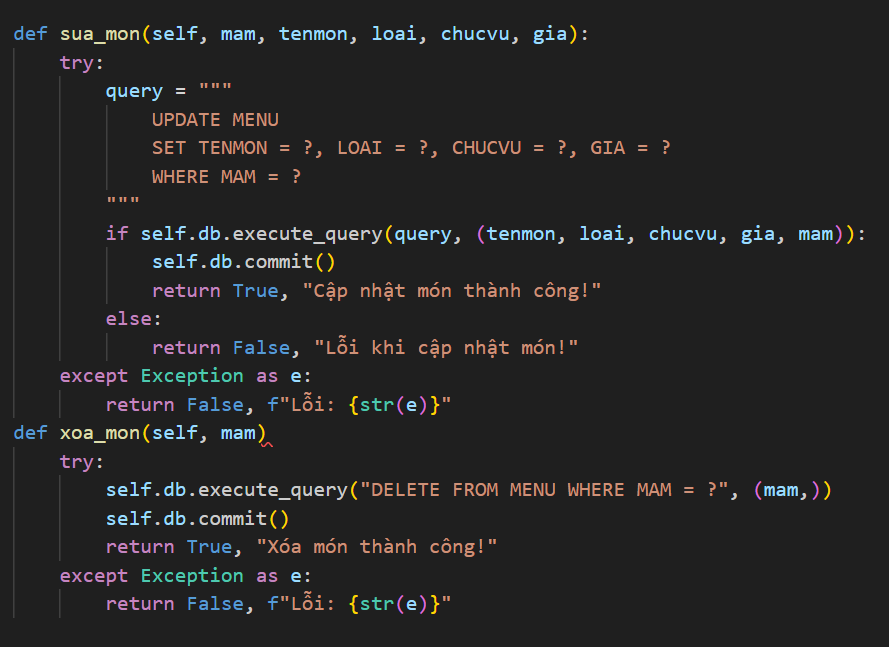 def sua_mon(self, mam, tenmon, loai, chucvu, gia):
    try:
        query = """
            UPDATE MENU
            SET TENMON = ?, LOAI = ?, CHUCVU = ?, GIA = ?
            WHERE MAM = ?
        """
        if self.db.execute_query(query, (tenmon, loai, chucvu, gia, mam)):
            self.db.commit()
            return True, "Cập nhật món thành công!"
        else:
            return False, "Lỗi khi cập nhật món!"
    except Exception as e:
        return False, f"Lỗi: {str(e)}"
def xoa_mon(self, mam)
    try:
        self.db.execute_query("DELETE FROM MENU WHERE MAM = ?", (mam,))
        self.db.commit()
        return True, "Xóa món thành công!"
    except Exception as e:
        return False, f"Lỗi: {str(e)}"